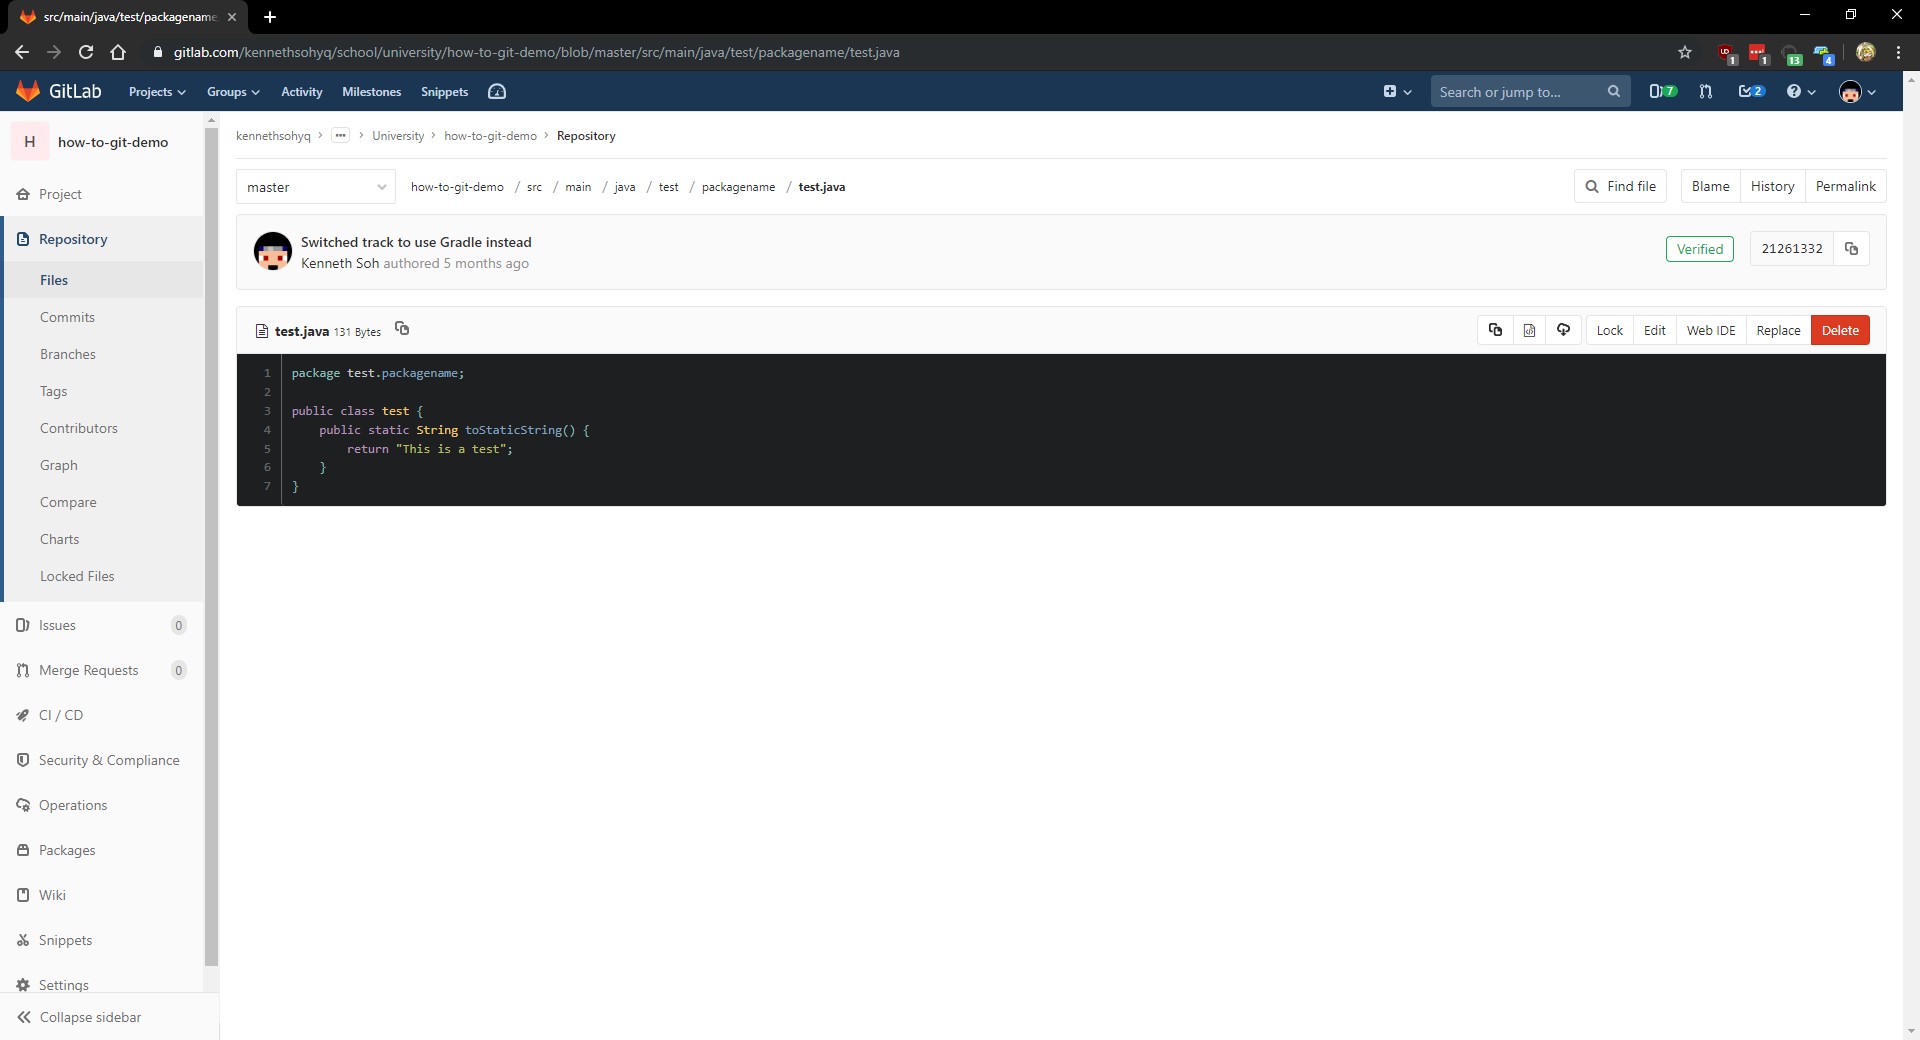 src/main/java/test/packagename
gitlab.com/kennethsohyq/school/university/how-to-git-demo/blob/master/src/main/java/test/packagename/test.java
1 1 13 4
GitLab Projects Groups Activity Milestones Snippets Search or jump to... 7 2
H how-to-git-demo
kennethsohyq > ... > University > how-to-git-demo > Repository
master how-to-git-demo / src / main / java / test / packagename / test.java Find file Blame History Permalink
Switched track to use Gradle instead
Kenneth Soh authored 5 months ago
Verified 21261332
test.java 131 Bytes Lock Edit Web IDE Replace Delete
1 package test.packagename;
2
3 public class test {
4     public static String toStaticString() {
5         return "This is a test";
6     }
7 }
Project
Repository
Files
Commits
Branches
Tags
Contributors
Graph
Compare
Charts
Locked Files
Issues 0
Merge Requests 0
CI / CD
Security & Compliance
Operations
Packages
Wiki
Snippets
Settings
Collapse sidebar